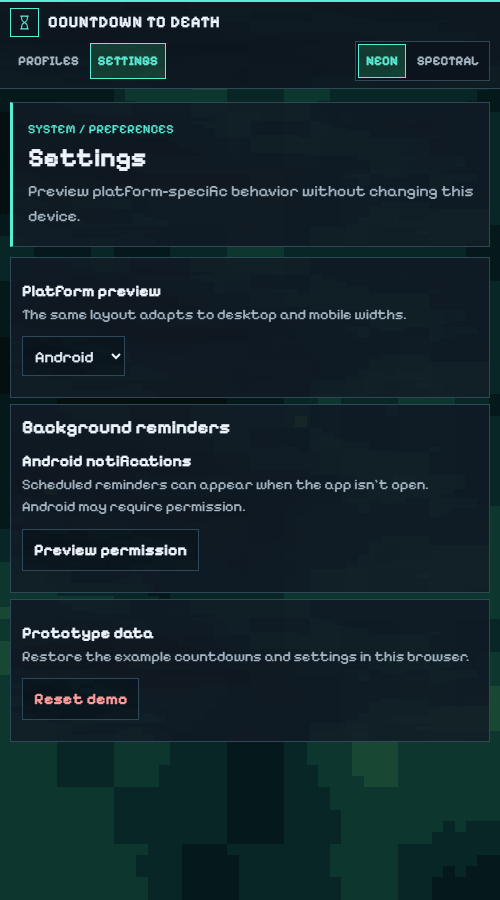 COUNTDOWN TO DEATH
PROFILES SETTINGS NEON SPECTRAL
SYSTEM / PREFERENCES
Settings
Preview platform-specific behavior without changing this
device.
Platform preview
The same layout adapts to desktop and mobile widths.
Android
Background reminders
Android notifications
Scheduled reminders can appear when the app isn't open.
Android may require permission.
Preview permission
Prototype data
Restore the example countdowns and settings in this browser.
Reset demo